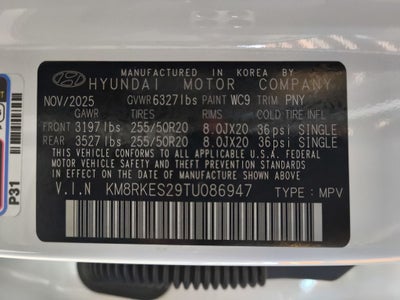 MANUFACTURED BY
HYUNDAI MOTOR COMPANY
NOV/2025 GVWR 6327lbs PAINT WC9 TRIM PNY
GAWR TIRES RIMS COLD TIRE INFL
FRONT 3197lbs 255/50R20 8.0JX20 36psi SINGLE
REAR 3527lbs 255/50R20 8.0JX20 36psi SINGLE
THIS VEHICLE CONFORMS TO ALL APPLICABLE U.S.A. FEDERAL
MOTOR VEHICLE SAFETY AND THEFT PREVENTION STANDARDS
IN EFFECT ON THE DATE OF MANUFACTURE SHOWN ABOVE
V.I.N KM8RKES29TU086947 TYPE : MPV
P31